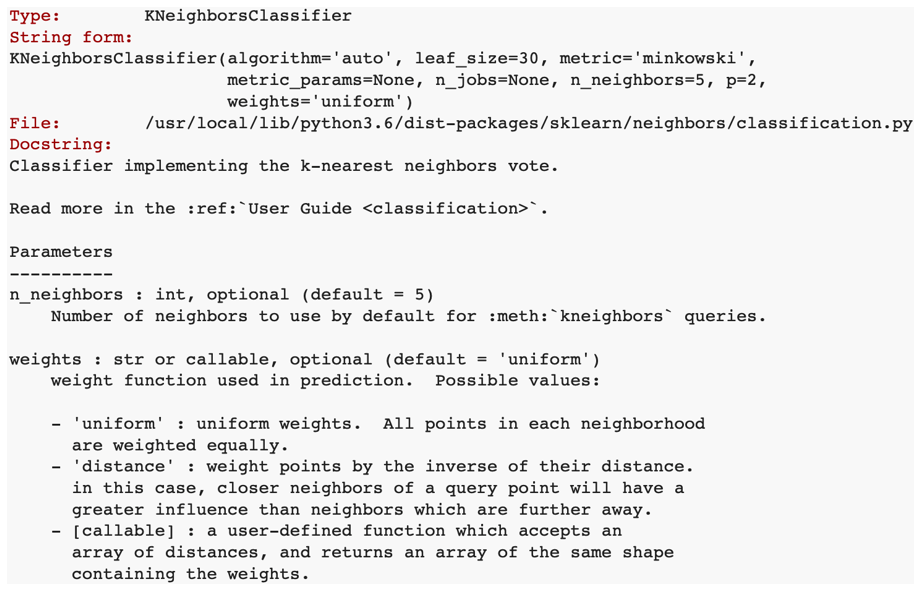 Type:        KNeighborsClassifier
String form:
KNeighborsClassifier(algorithm='auto', leaf_size=30, metric='minkowski',
                     metric_params=None, n_jobs=None, n_neighbors=5, p=2,
                     weights='uniform')
File:        /usr/local/lib/python3.6/dist-packages/sklearn/neighbors/classification.py
Docstring:
Classifier implementing the k-nearest neighbors vote.

Read more in the :ref:`User Guide <classification>`.

Parameters
----------
n_neighbors : int, optional (default = 5)
    Number of neighbors to use by default for :meth:`kneighbors` queries.

weights : str or callable, optional (default = 'uniform')
    weight function used in prediction.  Possible values:

    - 'uniform' : uniform weights.  All points in each neighborhood
      are weighted equally.
    - 'distance' : weight points by the inverse of their distance.
      in this case, closer neighbors of a query point will have a
      greater influence than neighbors which are further away.
    - [callable] : a user-defined function which accepts an
      array of distances, and returns an array of the same shape
      containing the weights.